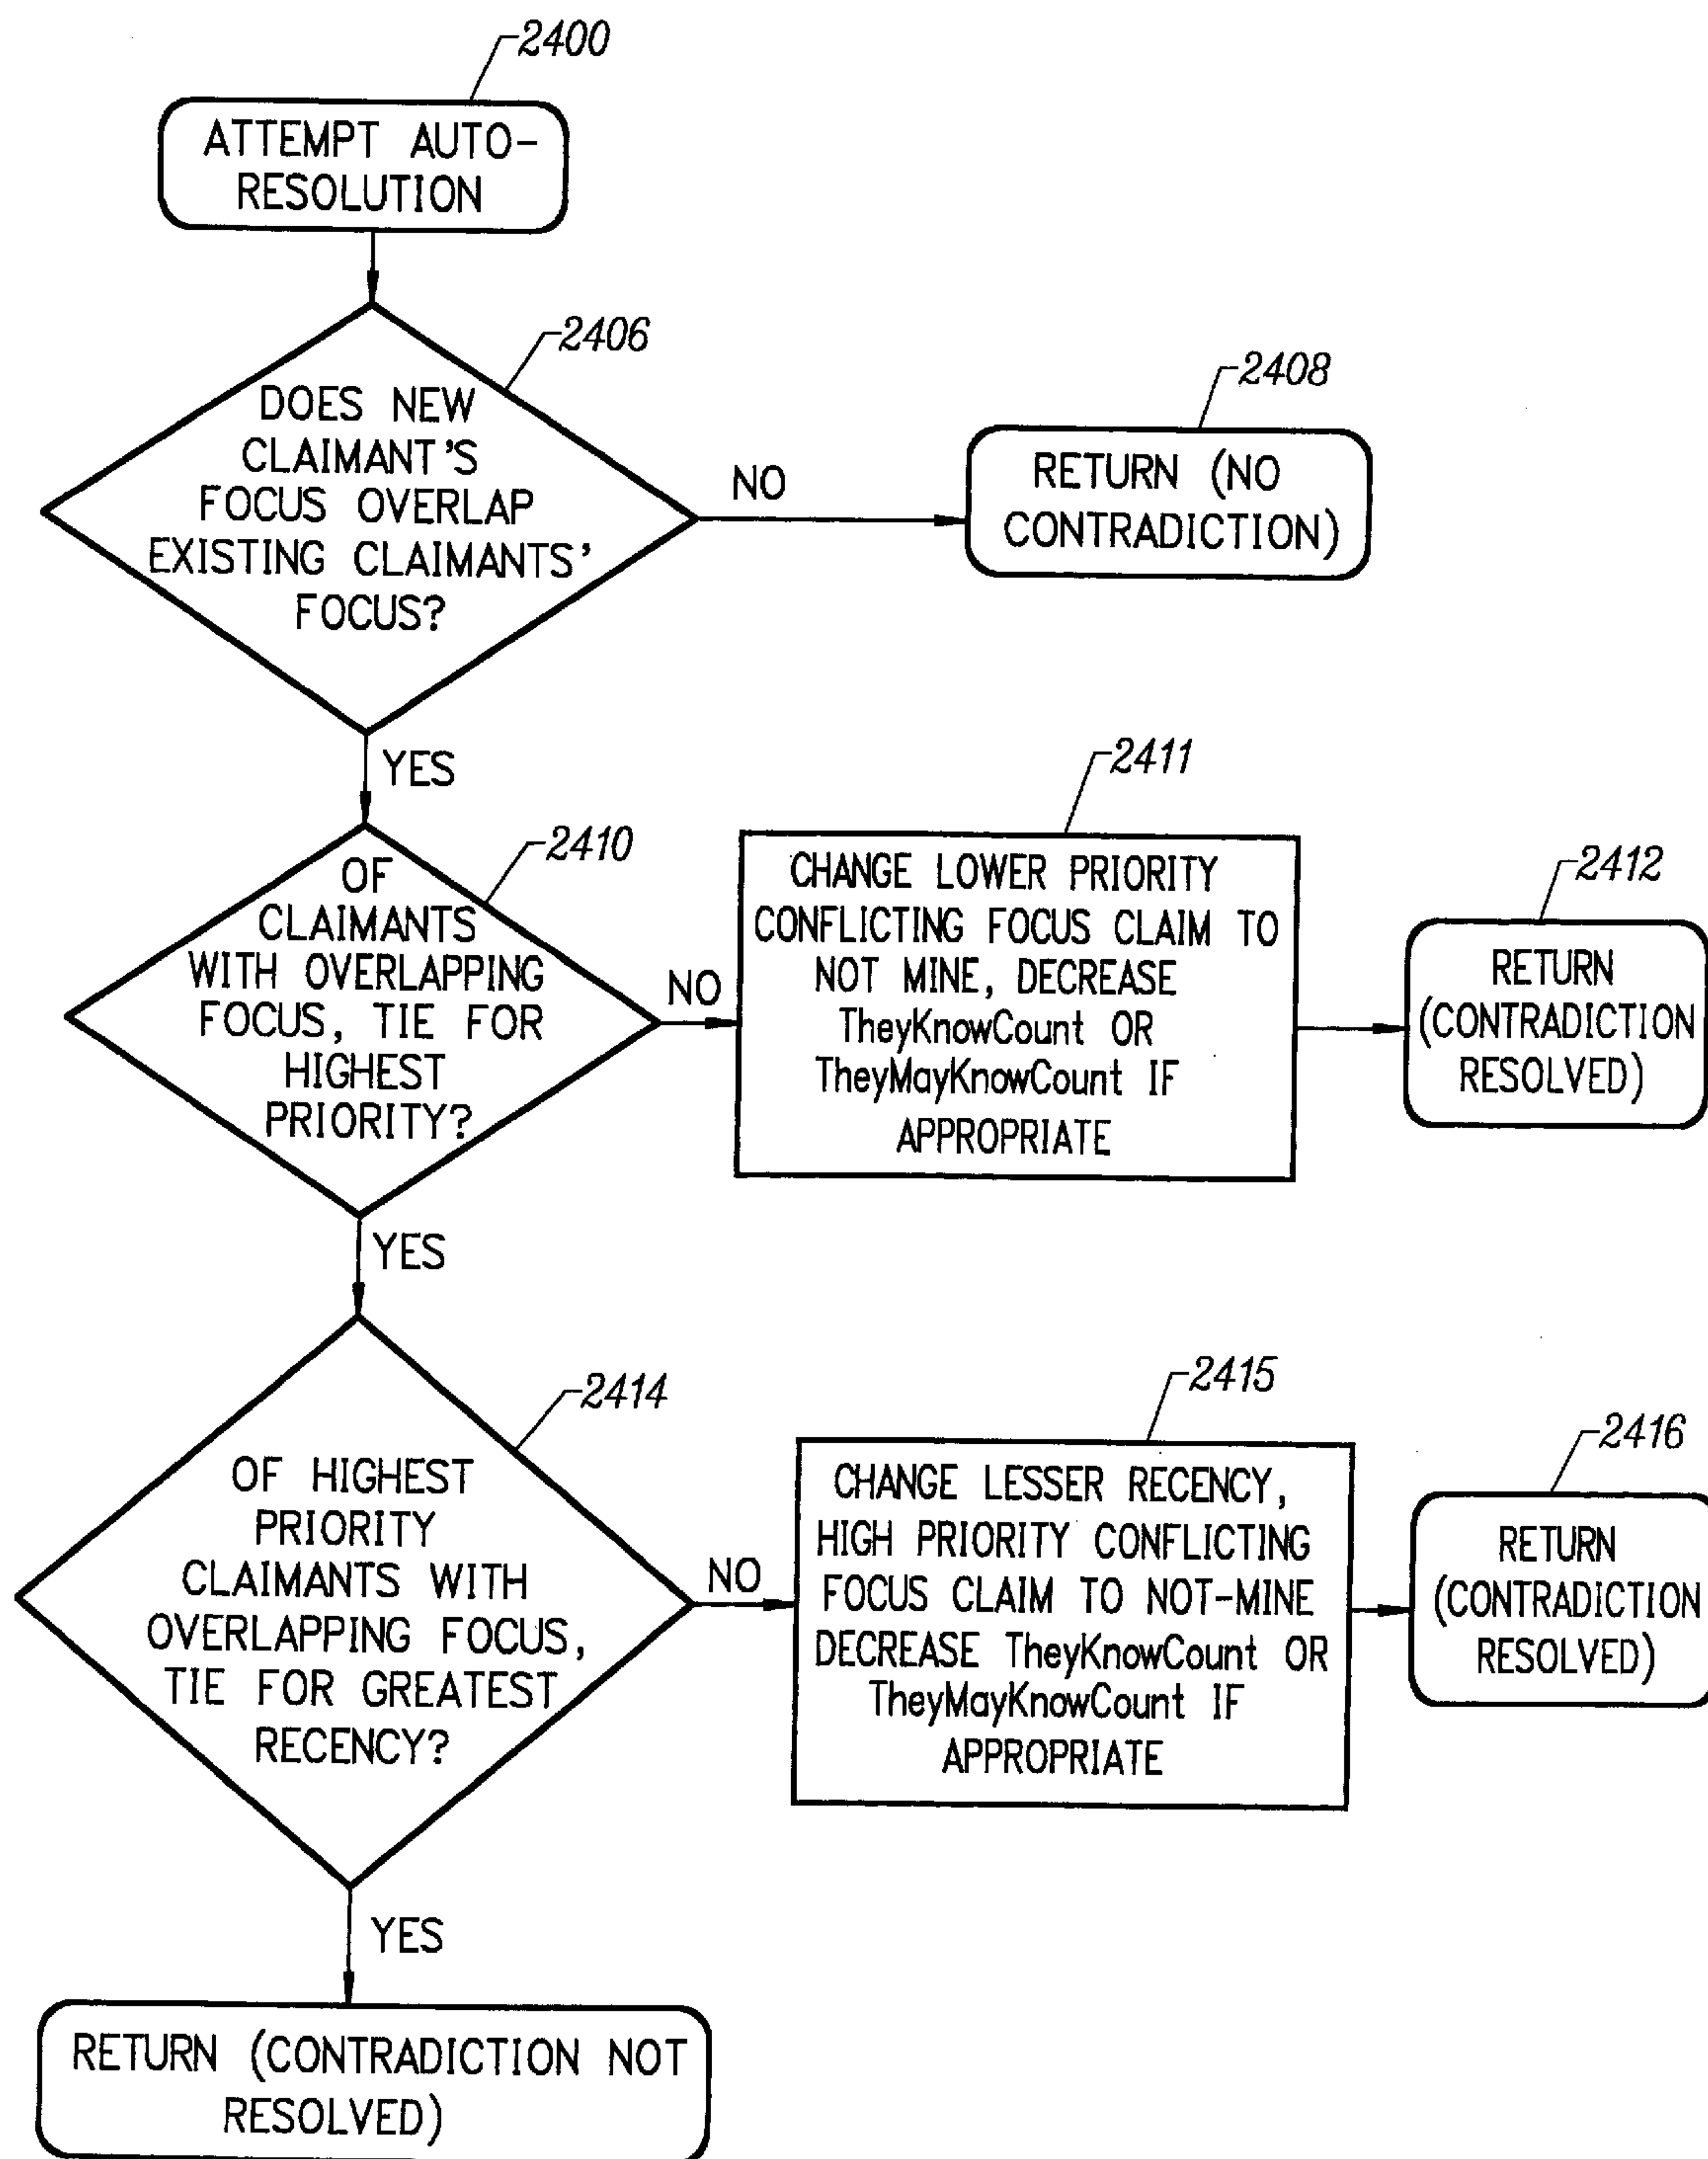 2400
ATTEMPT AUTO-
RESOLUTION
2406
DOES NEW
CLAIMANT'S
FOCUS OVERLAP
EXISTING CLAIMANTS'
FOCUS?
NO
2408
RETURN (NO
CONTRADICTION)
YES
2410
OF
CLAIMANTS
WITH OVERLAPPING
FOCUS, TIE FOR
HIGHEST
PRIORITY?
NO
2411
CHANGE LOWER PRIORITY
CONFLICTING FOCUS CLAIM TO
NOT MINE, DECREASE
TheyKnowCount OR
TheyMayKnowCount IF
APPROPRIATE
2412
RETURN
(CONTRADICTION
RESOLVED)
YES
2414
OF HIGHEST
PRIORITY
CLAIMANTS WITH
OVERLAPPING FOCUS,
TIE FOR GREATEST
RECENCY?
NO
2415
CHANGE LESSER RECENCY,
HIGH PRIORITY CONFLICTING
FOCUS CLAIM TO NOT-MINE
DECREASE TheyKnowCount OR
TheyMayKnowCount IF
APPROPRIATE
2416
RETURN
(CONTRADICTION
RESOLVED)
YES
RETURN (CONTRADICTION NOT
RESOLVED)